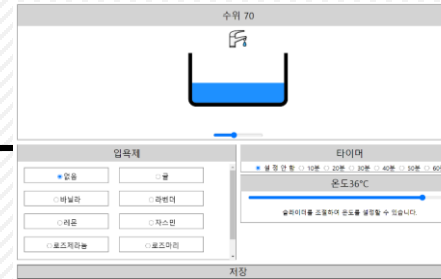 수위 70
입욕제
없음
귤
바닐라
라벤더
레몬
자스민
로즈제라늄
로즈마리
타이머
설정안함 10분 20분 30분 40분 50분 60분
온도36°C
슬라이더를 조절하여 온도를 설정할 수 있습니다.
저장